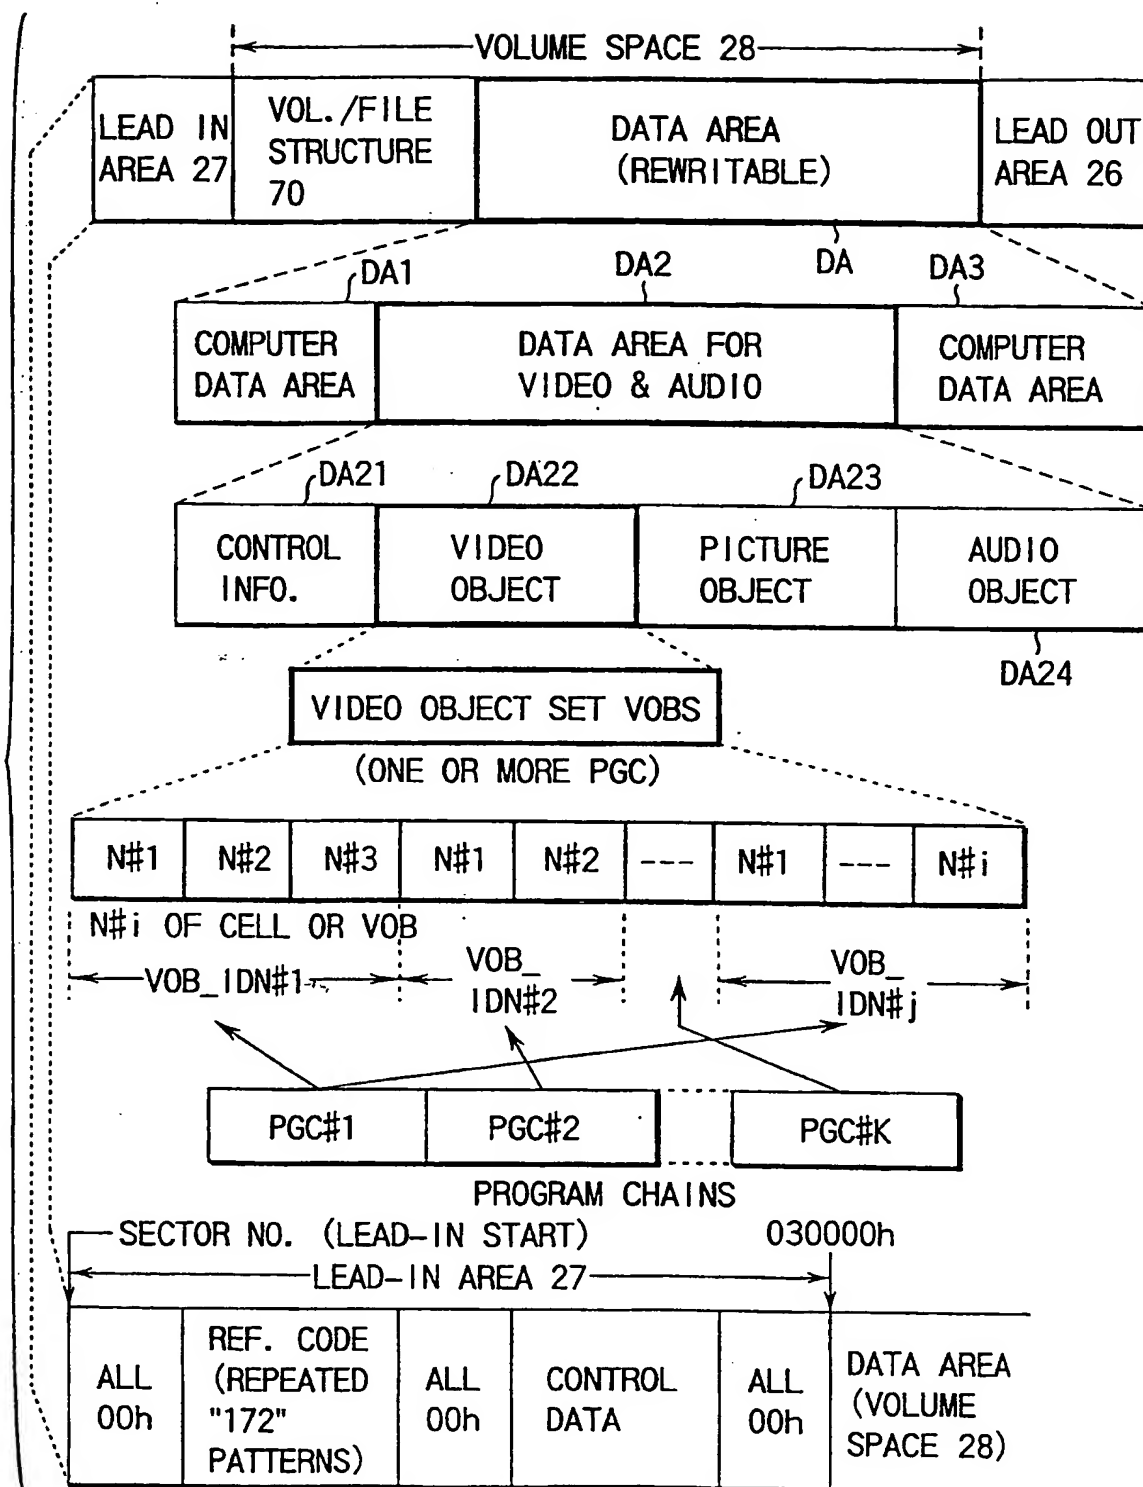 VOLUME SPACE 28
LEAD IN
AREA 27
VOL./FILE
STRUCTURE
70
DATA AREA
(REWRITABLE)
LEAD OUT
AREA 26
DA1
DA2
DA
DA3
COMPUTER
DATA AREA
DATA AREA FOR
VIDEO & AUDIO
COMPUTER
DATA AREA
DA21
DA22
DA23
CONTROL
INFO.
VIDEO
OBJECT
PICTURE
OBJECT
AUDIO
OBJECT
DA24
VIDEO OBJECT SET VOBS
(ONE OR MORE PGC)
N#1 N#2 N#3 N#1 N#2 --- N#1 --- N#i
N#i OF CELL OR VOB
VOB_IDN#1
VOB_
IDN#2
VOB_
IDN#j
PGC#1 PGC#2 PGC#K
PROGRAM CHAINS
SECTOR NO. (LEAD-IN START) 030000h
LEAD-IN AREA 27
ALL
00h
REF. CODE
(REPEATED
"172"
PATTERNS)
ALL
00h
CONTROL
DATA
ALL
00h
DATA AREA
(VOLUME
SPACE 28)